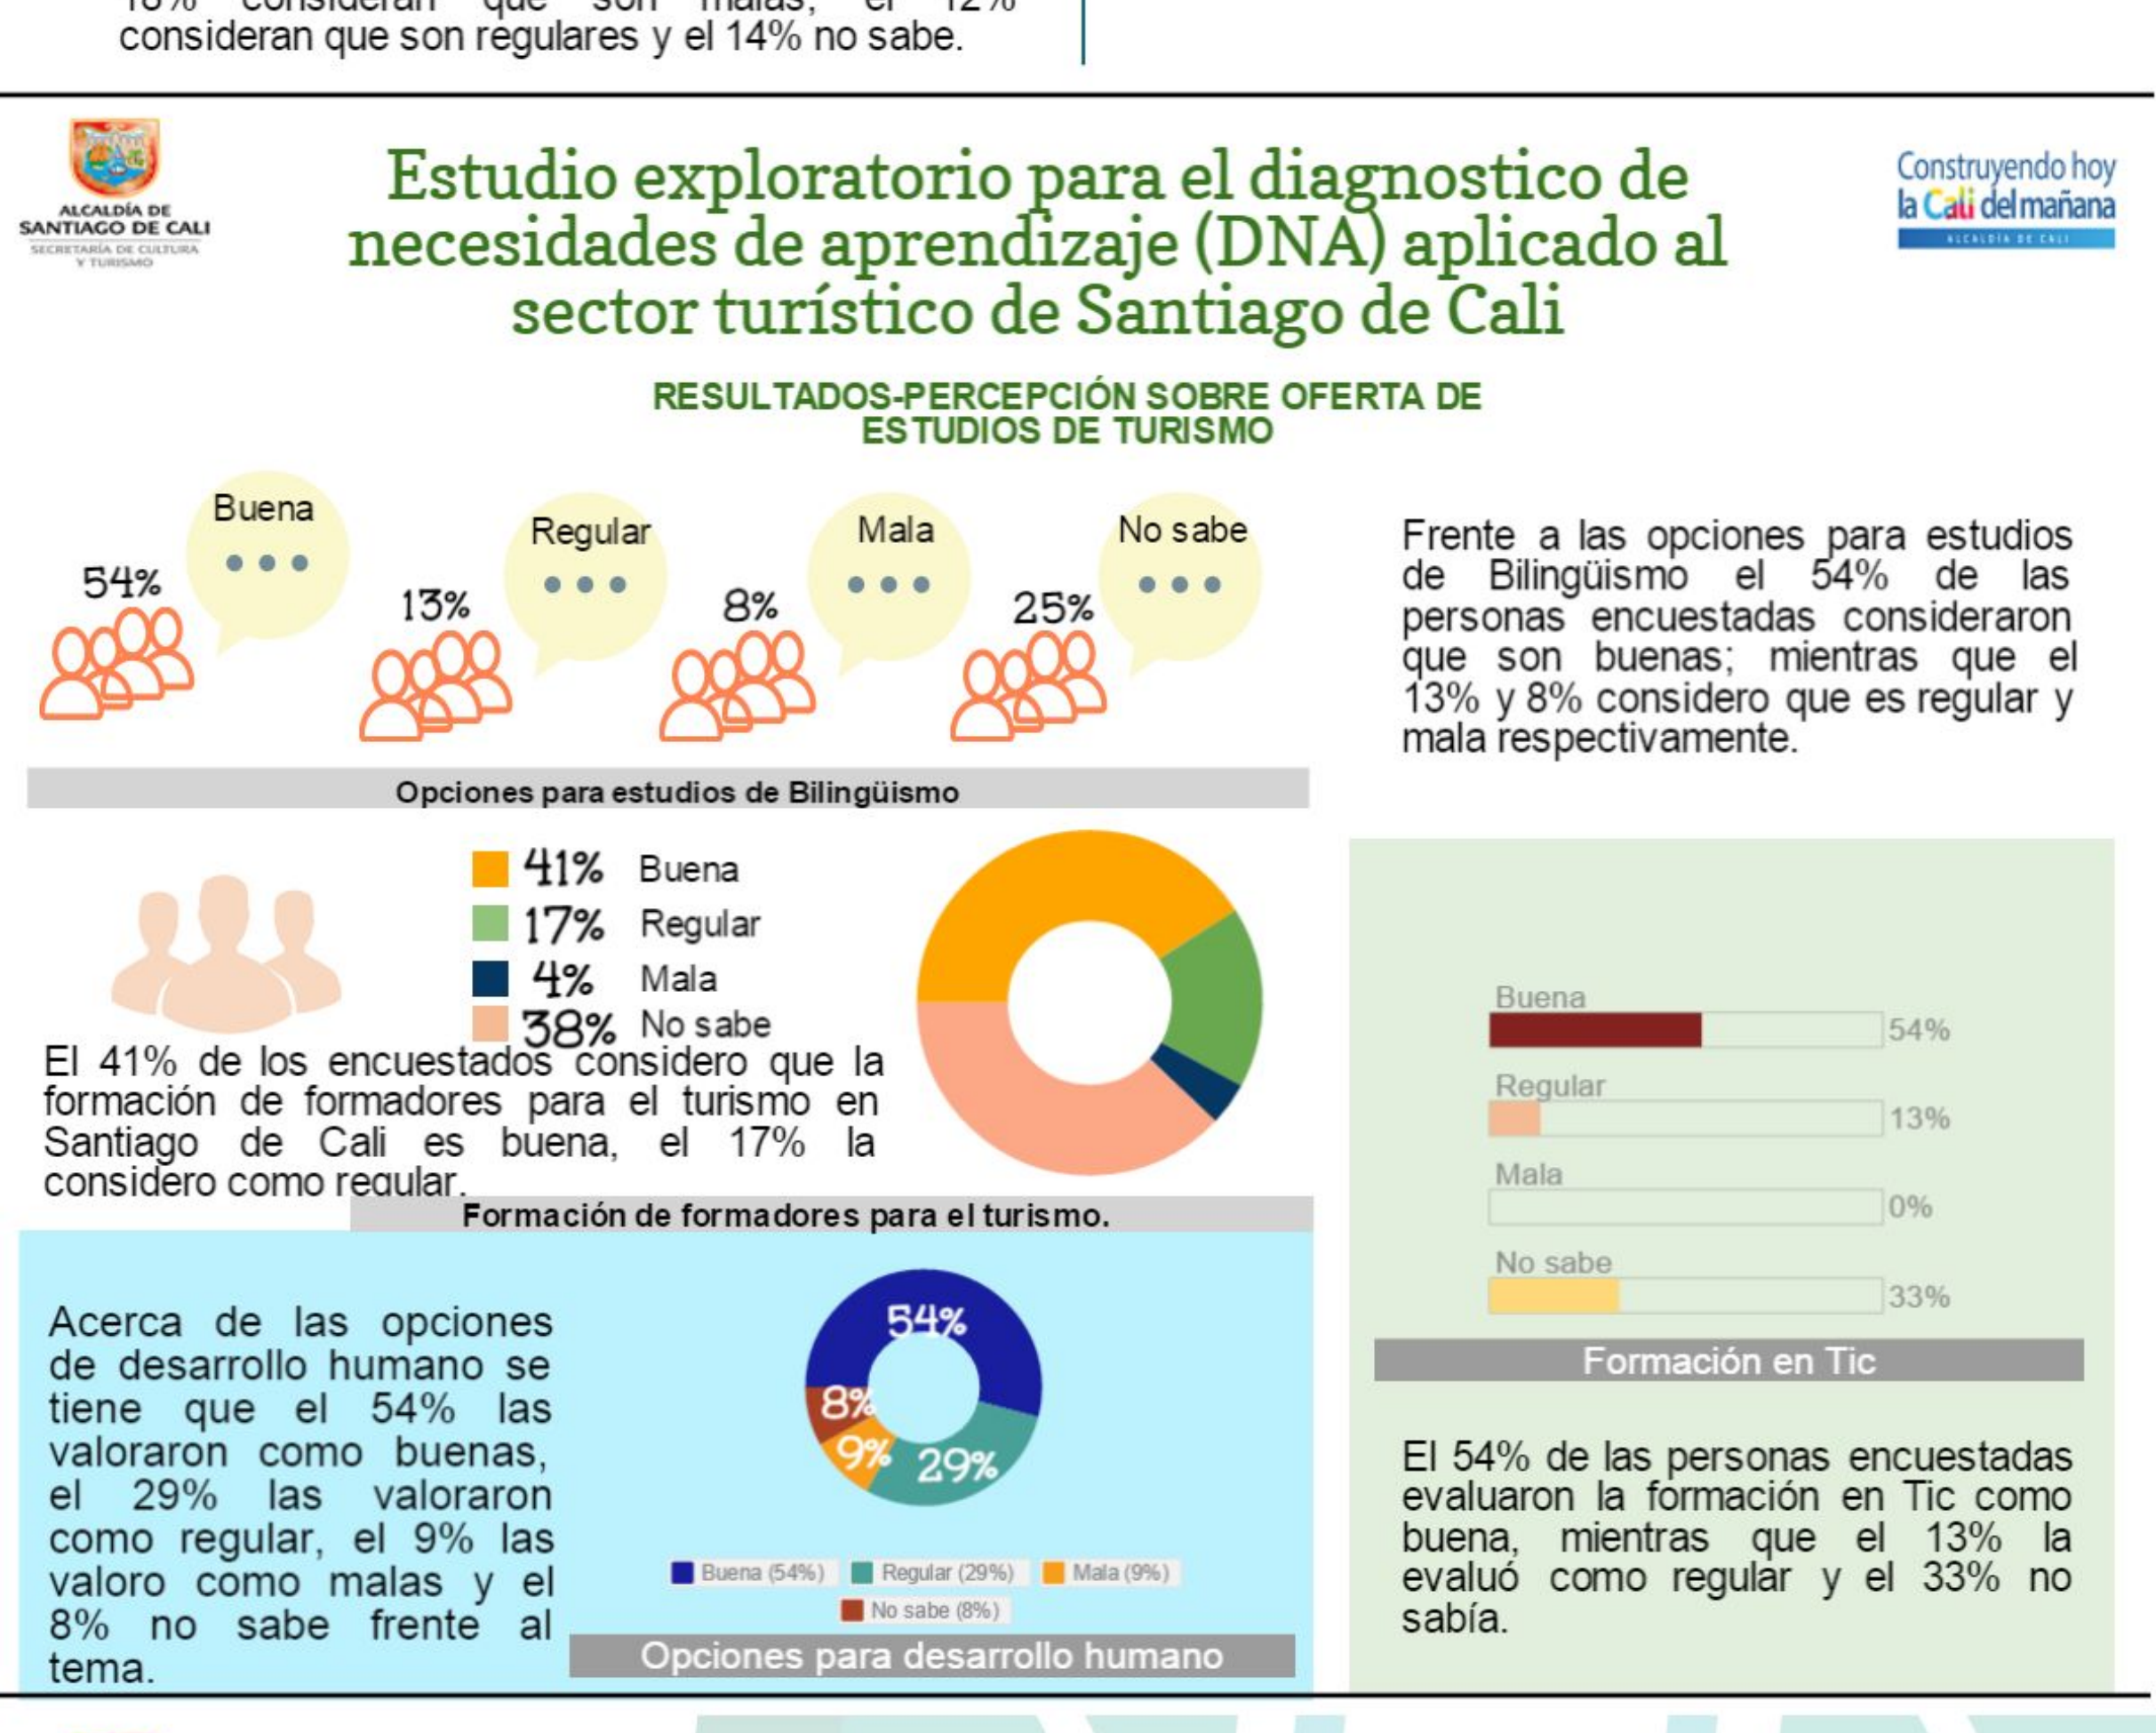 consideran que son regulares y el 14% no sabe.
ALCALDÍA DE
SANTIAGO DE CALI
SECRETARÍA DE CULTURA
Y TURISMO
Estudio exploratorio para el diagnostico de
necesidades de aprendizaje (DNA) aplicado al
sector turístico de Santiago de Cali
Construyendo hoy
la Cali del mañana
ALCALDÍA DE CALI
RESULTADOS-PERCEPCIÓN SOBRE OFERTA DE
ESTUDIOS DE TURISMO
Buena
54%
Regular
13%
Mala
8%
No sabe
25%
Opciones para estudios de Bilingüismo
Frente a las opciones para estudios
de Bilingüismo el 54% de las
personas encuestadas consideraron
que son buenas; mientras que el
13% y 8% considero que es regular y
mala respectivamente.
41% Buena
17% Regular
4% Mala
38% No sabe
El 41% de los encuestados considero que la
formación de formadores para el turismo en
Santiago de Cali es buena, el 17% la
considero como regular.
Formación de formadores para el turismo.
Acerca de las opciones
de desarrollo humano se
tiene que el 54% las
valoraron como buenas,
el 29% las valoraron
como regular, el 9% las
valoro como malas y el
8% no sabe frente al
tema.
54%
8%
9%
29%
Buena (54%) Regular (29%) Mala (9%)
No sabe (8%)
Opciones para desarrollo humano
Buena
54%
Regular
13%
Mala
0%
No sabe
33%
Formación en Tic
El 54% de las personas encuestadas
evaluaron la formación en Tic como
buena, mientras que el 13% la
evaluó como regular y el 33% no
sabía.